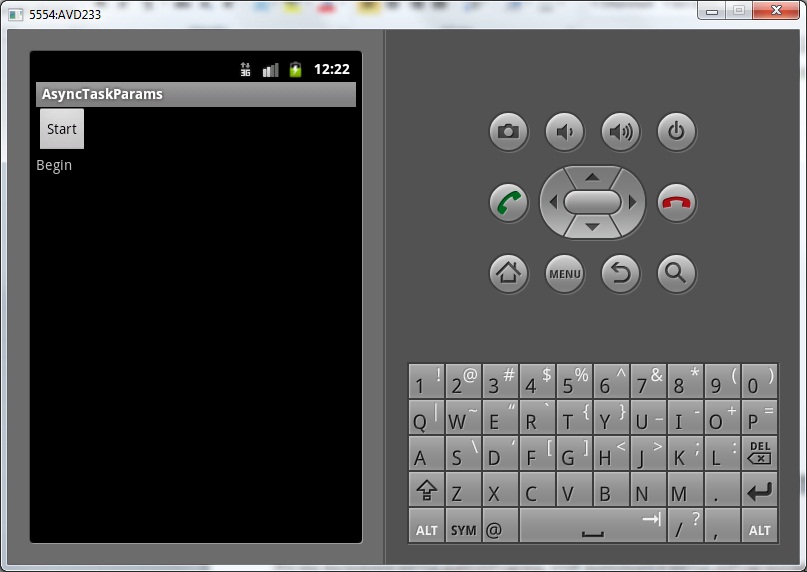 5554:AVD233
3G 12:22
AsyncTaskParams
Start
Begin
MENU
1 ! 2 @ 3 # 4 $ 5 % 6 ^ 7 & 8 * 9 ( 0 )
Q | W ~ E “ R ` T { Y } U _ I - O + P =
A S \ D ‘ F [ G ] H < J > K ; L : DEL
Z X C V B N M .
ALT SYM @ / ? , ALT